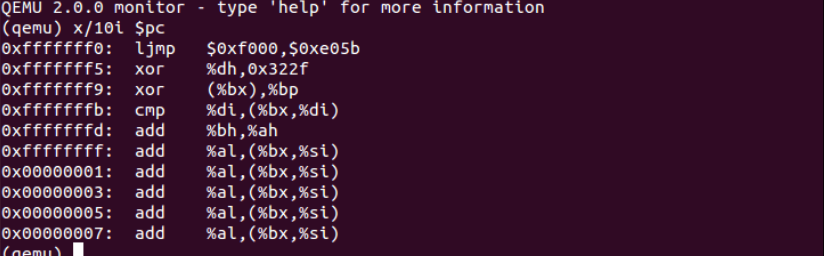 QEMU 2.0.0 monitor - type 'help' for more information
(qemu) x/10i $pc
0xfffffff0:  ljmp   $0xf000,$0xe05b
0xfffffff5:  xor    %dh,0x322f
0xfffffff9:  xor    (%bx),%bp
0xfffffffb:  cmp    %di,(%bx,%di)
0xfffffffd:  add    %bh,%ah
0xffffffff:  add    %al,(%bx,%si)
0x00000001:  add    %al,(%bx,%si)
0x00000003:  add    %al,(%bx,%si)
0x00000005:  add    %al,(%bx,%si)
0x00000007:  add    %al,(%bx,%si)
(qemu)